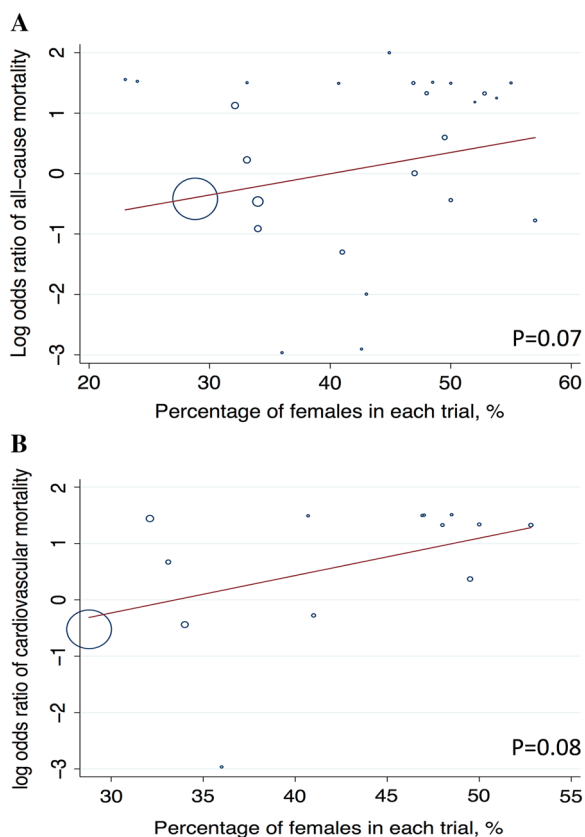 A
Log odds ratio of all-cause mortality
2
1
0
-1
-2
-3
P=0.07
20 30 40 50 60
Percentage of females in each trial, %
B
log odds ratio of cardiovascular mortality
2
1
0
-1
-2
-3
P=0.08
30 35 40 45 50 55
Percentage of females in each trial, %